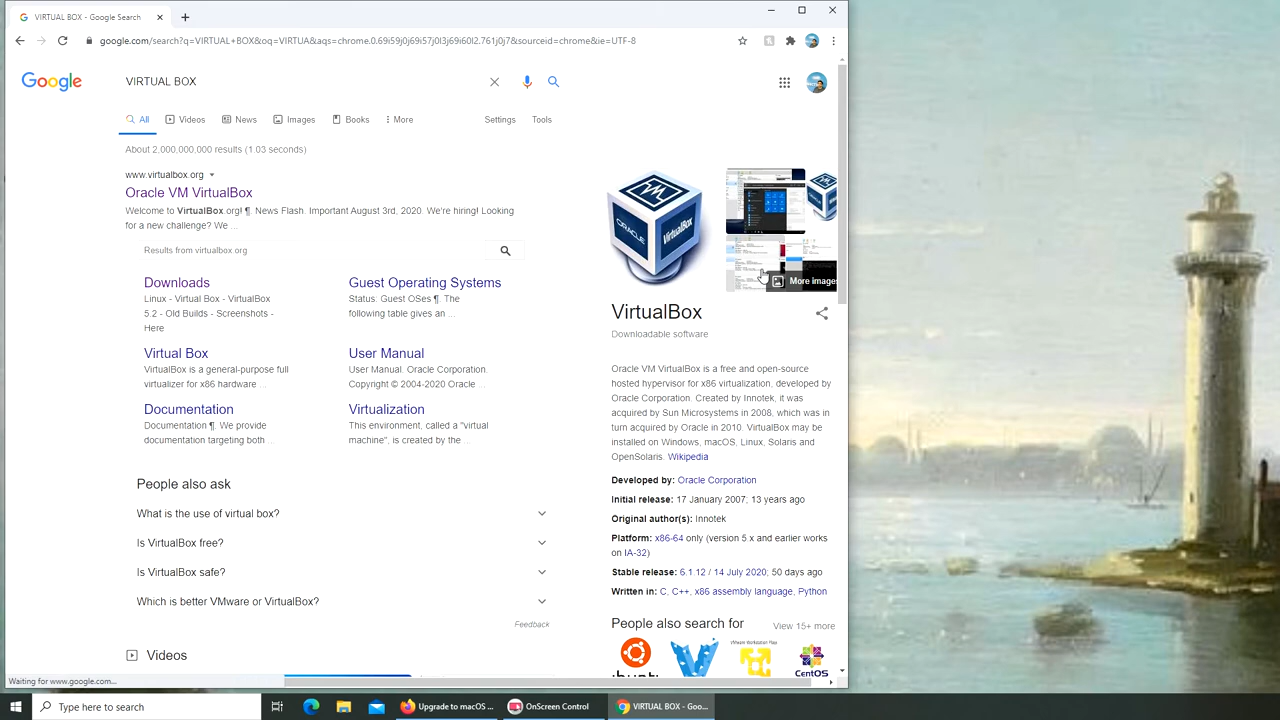 VIRTUAL BOX - Google Search
google.com/search?q=VIRTUAL+BOX&oq=VIRTUA&aqs=chrome.0.69i59j0j69i57j0l3j69i60l2.761j0j7&sourceid=chrome&ie=UTF-8
Google
VIRTUAL BOX
All
Videos
News
Images
Books
More
Settings
Tools
About 2,000,000,000 results (1.03 seconds)
www.virtualbox.org
Oracle VM VirtualBox
Welcome to VirtualBox.org! ¶ News Flash. Important August 3rd, 2020. We're hiring! Looking
for a new challenge? We ...
Results from virtualbox.org
Downloads
Linux - Virtual Box - VirtualBox
5.2 - Old Builds - Screenshots -
Here
Guest Operating Systems
Status: Guest OSes ¶. The
following table gives an ...
Virtual Box
VirtualBox is a general-purpose full
virtualizer for x86 hardware ...
User Manual
User Manual. Oracle Corporation.
Copyright © 2004-2020 Oracle ...
Documentation
Documentation ¶. We provide
documentation targeting both ...
Virtualization
This environment, called a "virtual
machine", is created by the ...
People also ask
What is the use of virtual box?
Is VirtualBox free?
Is VirtualBox safe?
Which is better VMware or VirtualBox?
Feedback
Videos
ORACLE
VirtualBox
More images
VirtualBox
Downloadable software
Oracle VM VirtualBox is a free and open-source
hosted hypervisor for x86 virtualization, developed by
Oracle Corporation. Created by Innotek, it was
acquired by Sun Microsystems in 2008, which was in
turn acquired by Oracle in 2010. VirtualBox may be
installed on Windows, macOS, Linux, Solaris and
OpenSolaris. Wikipedia
Developed by: Oracle Corporation
Initial release: 17 January 2007; 13 years ago
Original author(s): Innotek
Platform: x86-64 only (version 5.x and earlier works
on IA-32)
Stable release: 6.1.12 / 14 July 2020; 50 days ago
Written in: C, C++, x86 assembly language, Python
People also search for
View 15+ more
VMware Workstation Play
ubuntu
CentOS
Waiting for www.google.com...
Type here to search
Upgrade to macOS ...
OnScreen Control
VIRTUAL BOX - Goo...